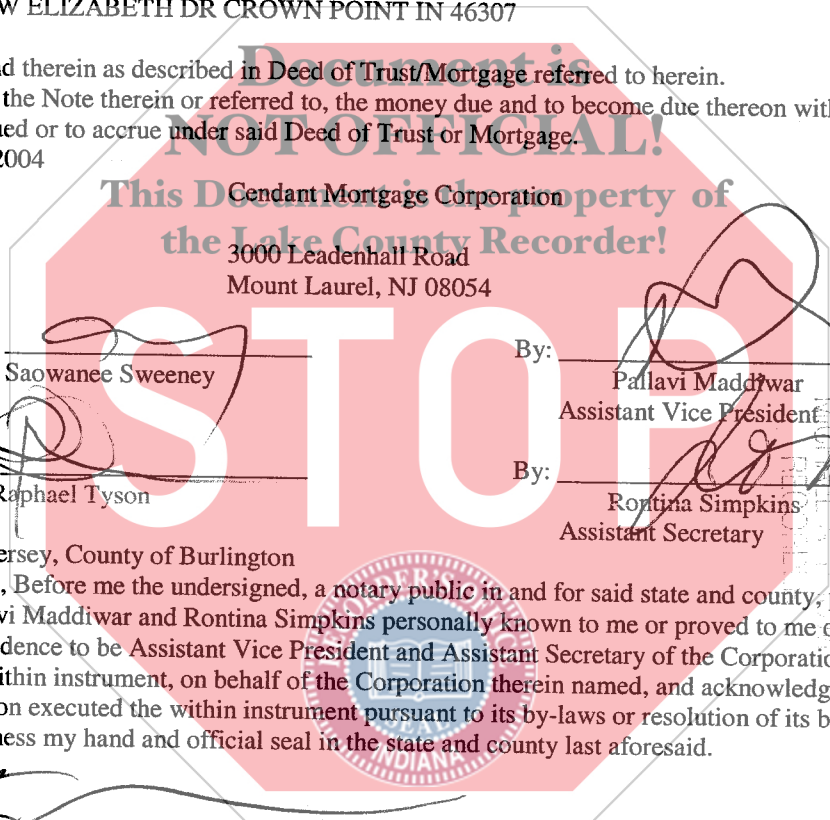 W ELIZABETH DR CROWN POINT IN 46307
d therein as described in Deed of Trust/Mortgage referred to herein.
Document is
the Note therein or referred to, the money due and to become due thereon with
ed or to accrue under said Deed of Trust or Mortgage.
NOT OFFICIAL!
2004
Cendant Mortgage Corporation
This Document is the property of
the Lake County Recorder!
3000 Leadenhall Road
Mount Laurel, NJ 08054
STOP
By:
Saowanee Sweeney
Pallavi Maddiwar
Assistant Vice President
By:
Raphael Tyson
Rontina Simpkins
Assistant Secretary
ersey, County of Burlington
, Before me the undersigned, a notary public in and for said state and county,
vi Maddiwar and Rontina Simpkins personally known to me or proved to me
dence to be Assistant Vice President and Assistant Secretary of the Corporatio
ithin instrument, on behalf of the Corporation therein named, and acknowledg
on executed the within instrument pursuant to its by-laws or resolution of its b
ness my hand and official seal in the state and county last aforesaid.
INDIANA